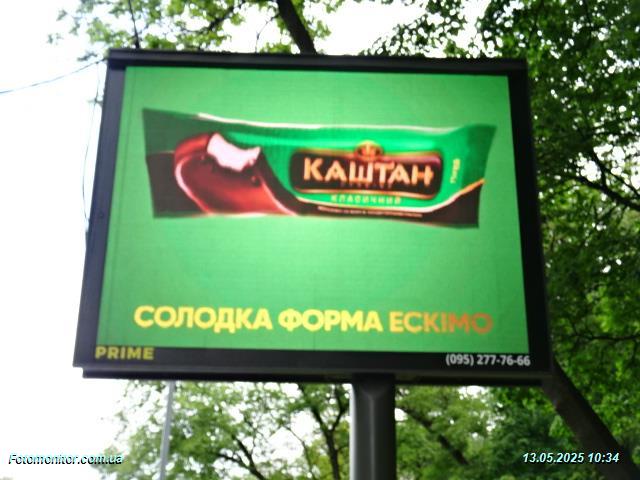 КАШТАН
КЛАСИЧНИЙ
СОЛОДКА ФОРМА ЕСКІМО
PRIME
(095) 277-76-66
Fotomonitor.com.ua
13.05.2025 10:34